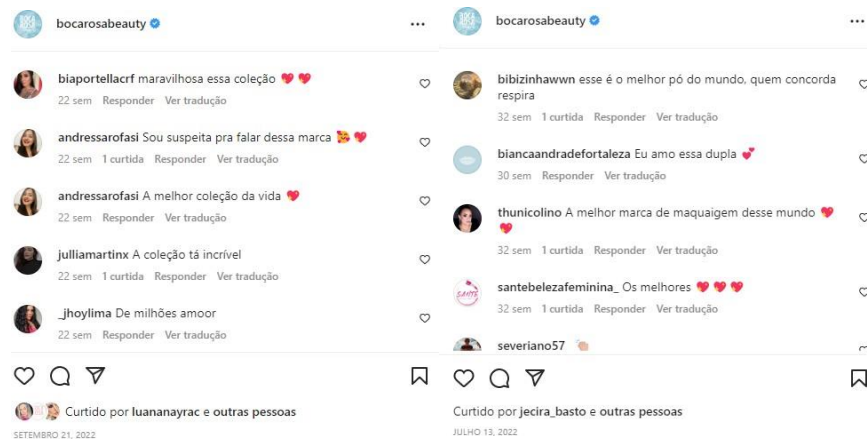 bocarosabeauty
biaportellacrf maravilhosa essa coleção 💖 💖
22 sem Responder Ver tradução
andressarofasi Sou suspeita pra falar dessa marca 🥰 💖
22 sem 1 curtida Responder Ver tradução
andressarofasi A melhor coleção da vida 💖
22 sem Responder Ver tradução
julliamartinx A coleção tá incrível
22 sem 1 curtida Responder Ver tradução
_jhoylima De milhões amoor
22 sem Responder Ver tradução
Curtido por luananayrac e outras pessoas
SETEMBRO 21, 2022
bocarosabeauty
bibizinhawwn esse é o melhor pó do mundo, quem concorda
respira
32 sem 1 curtida Responder Ver tradução
biancaandradefortaleza Eu amo essa dupla 💕
30 sem Responder Ver tradução
thunicolino A melhor marca de maquaigem desse mundo 💖
💖
32 sem 1 curtida Responder Ver tradução
santebelezafeminina_ Os melhores 💖 💖 💖
32 sem 1 curtida Responder Ver tradução
severiano57 👏🏼
Curtido por jecira_basto e outras pessoas
JULHO 13, 2022